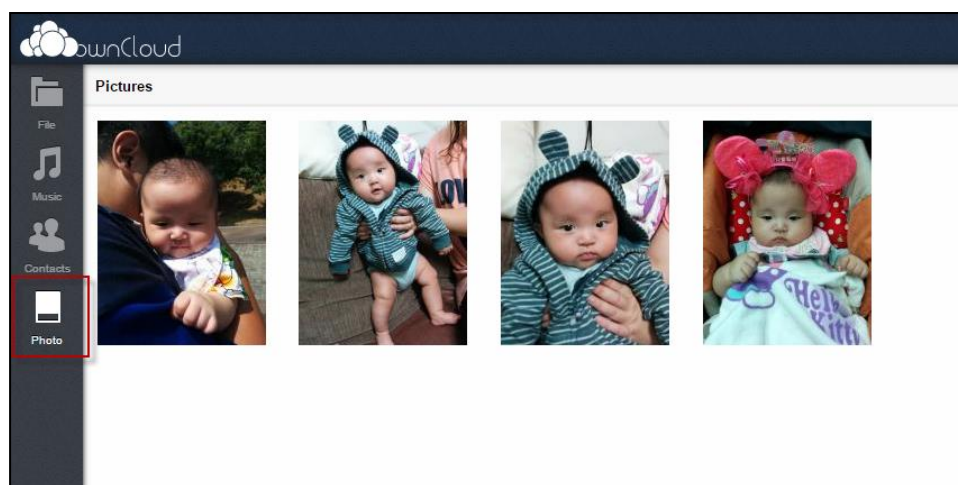 ownCloud
Pictures
File
Music
Contacts
Photo
Hello
Kitty